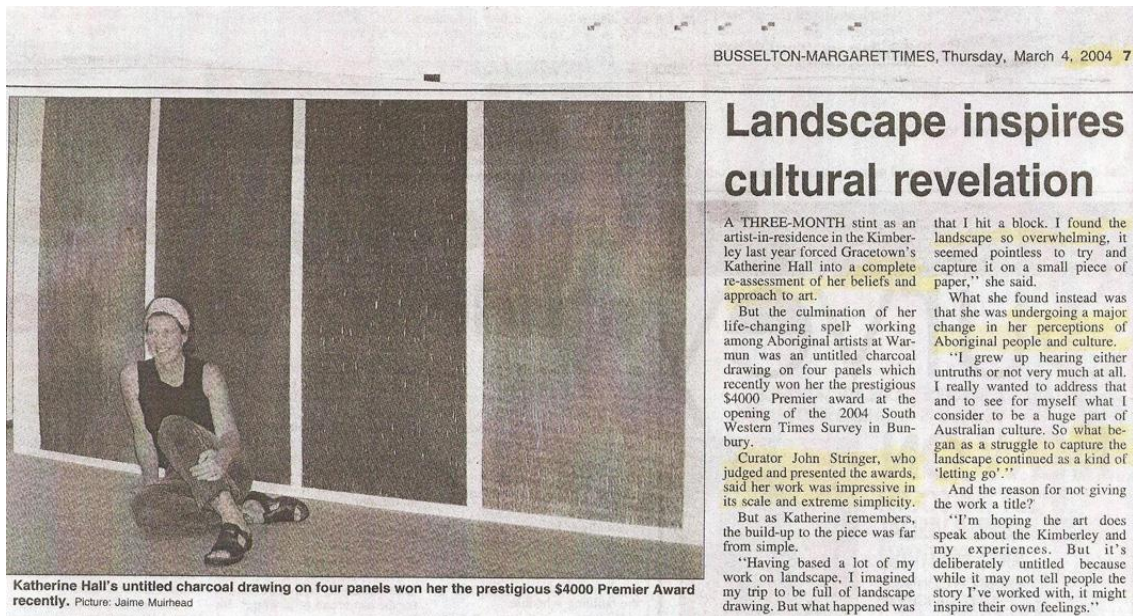 BUSSELTON-MARGARET TIMES, Thursday, March 4, 2004 7
Landscape inspires
cultural revelation
A THREE-MONTH stint as an
artist-in-residence in the Kimber-
ley last year forced Gracetown's
Katherine Hall into a complete
re-assessment of her beliefs and
approach to art.
But the culmination of her
life-changing spell working
among Aboriginal artists at War-
mun was an untitled charcoal
drawing on four panels which
recently won her the prestigious
$4000 Premier award at the
opening of the 2004 South
Western Times Survey in Bun-
bury.
Curator John Stringer, who
judged and presented the awards,
said her work was impressive in
its scale and extreme simplicity.
But as Katherine remembers,
the build-up to the piece was far
from simple.
‘‘Having based a lot of my
work on landscape, I imagined
my trip to be full of landscape
drawing. But what happened was
that I hit a block. I found the
landscape so overwhelming, it
seemed pointless to try and
capture it on a small piece of
paper,’’ she said.
What she found instead was
that she was undergoing a major
change in her perceptions of
Aboriginal people and culture.
‘‘I grew up hearing either
untruths or not very much at all.
I really wanted to address that
and to see for myself what I
consider to be a huge part of
Australian culture. So what be-
gan as a struggle to capture the
landscape continued as a kind of
‘letting go’.’’
And the reason for not giving
the work a title?
‘‘I'm hoping the art does
speak about the Kimberley and
my experiences. But it's
deliberately untitled because
while it may not tell people the
story I've worked with, it might
inspire their own feelings.’’
Katherine Hall's untitled charcoal drawing on four panels won her the prestigious $4000 Premier Award
recently. Picture: Jaime Muirhead